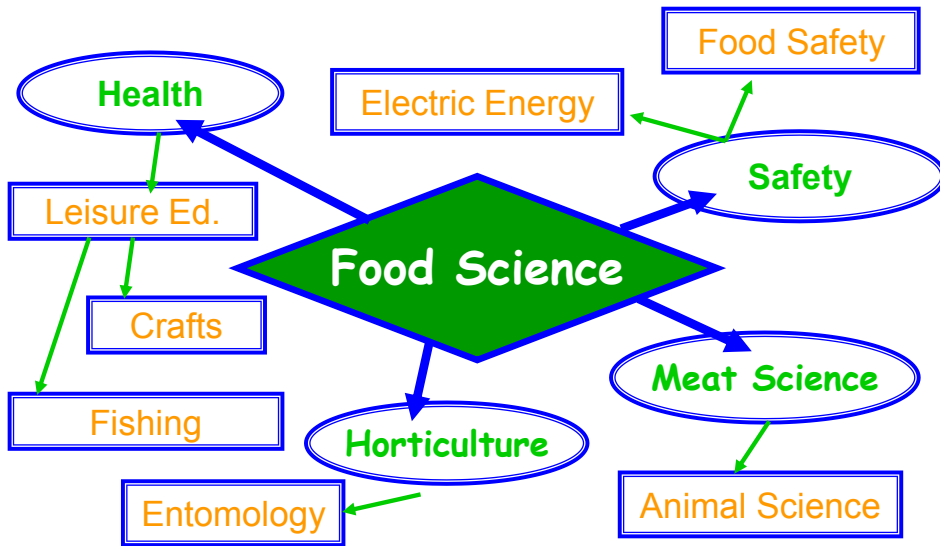 Food Safety
Health
Electric Energy
Safety
Leisure Ed.
Food Science
Crafts
Meat Science
Fishing
Horticulture
Entomology
Animal Science